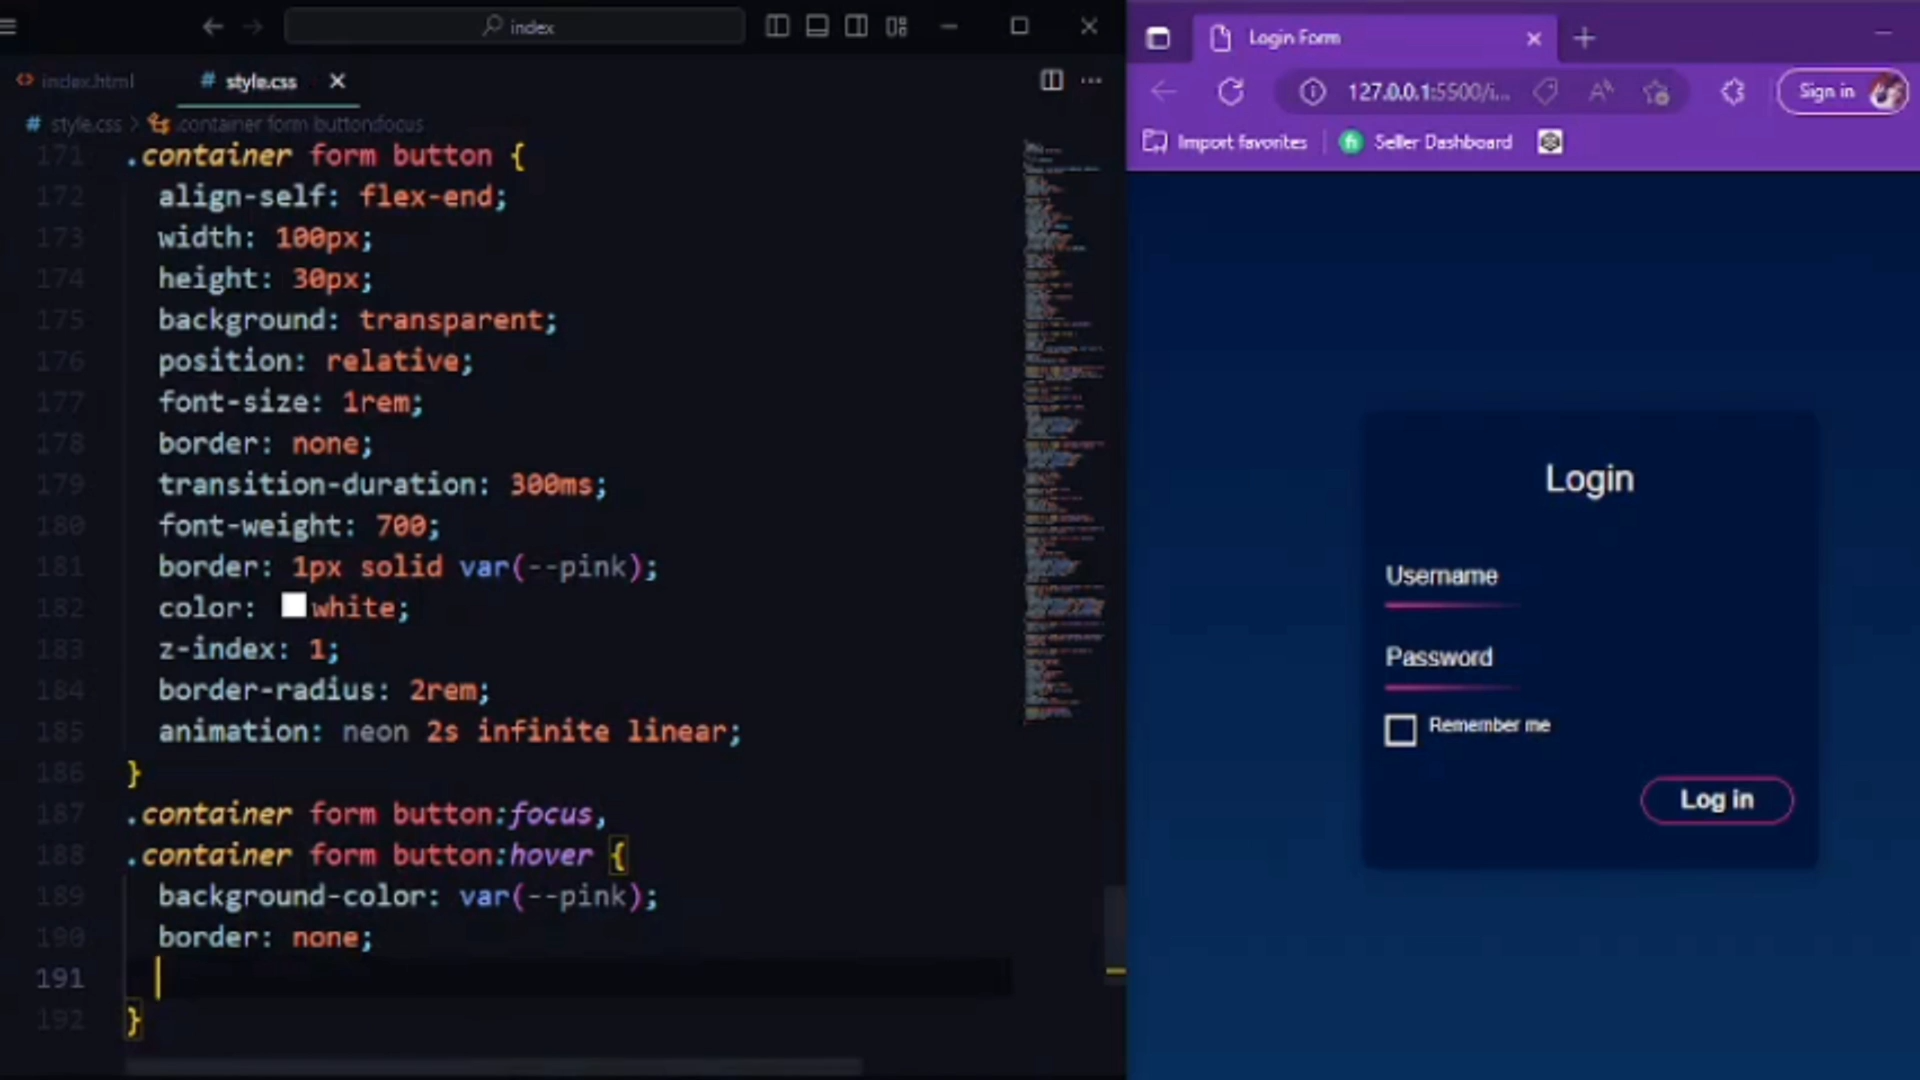 index
index.html
# style.css
# style.css > .container form buttondfocus
171 .container form button {
172 align-self: flex-end;
173 width: 100px;
174 height: 30px;
175 background: transparent;
176 position: relative;
177 font-size: 1rem;
178 border: none;
179 transition-duration: 300ms;
180 font-weight: 700;
181 border: 1px solid var(--pink);
182 color: white;
183 z-index: 1;
184 border-radius: 2rem;
185 animation: neon 2s infinite linear;
186 }
187 .container form button:focus,
188 .container form button:hover {
189 background-color: var(--pink);
190 border: none;
191
192 }
Login Form
127.0.0.1:5500/i...
Sign in
Import favorites
Seller Dashboard
Login
Username
Password
Remember me
Log in